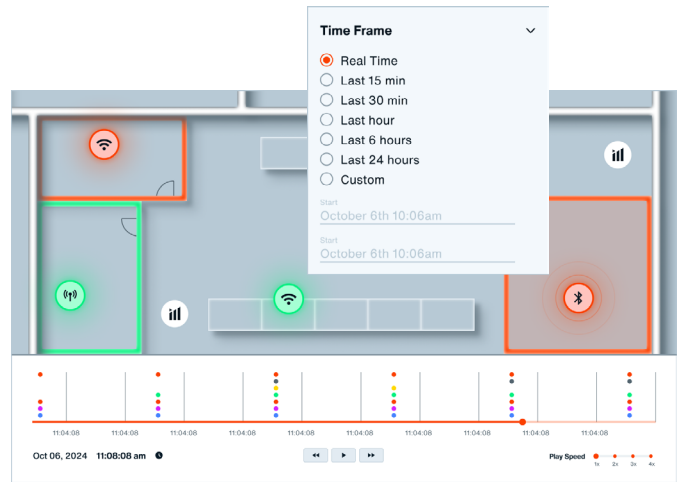 Time Frame
Real Time
Last 15 min
Last 30 min
Last hour
Last 6 hours
Last 24 hours
Custom
Start
October 6th 10:06am
Start
October 6th 10:06am
11:04:08 11:04:08 11:04:08 11:04:08 11:04:08 11:04:08 11:04:08 11:04:08 11:04:08 11:04:08
Oct 06, 2024 11:08:08 am
Play Speed
1x 2x 3x 4x